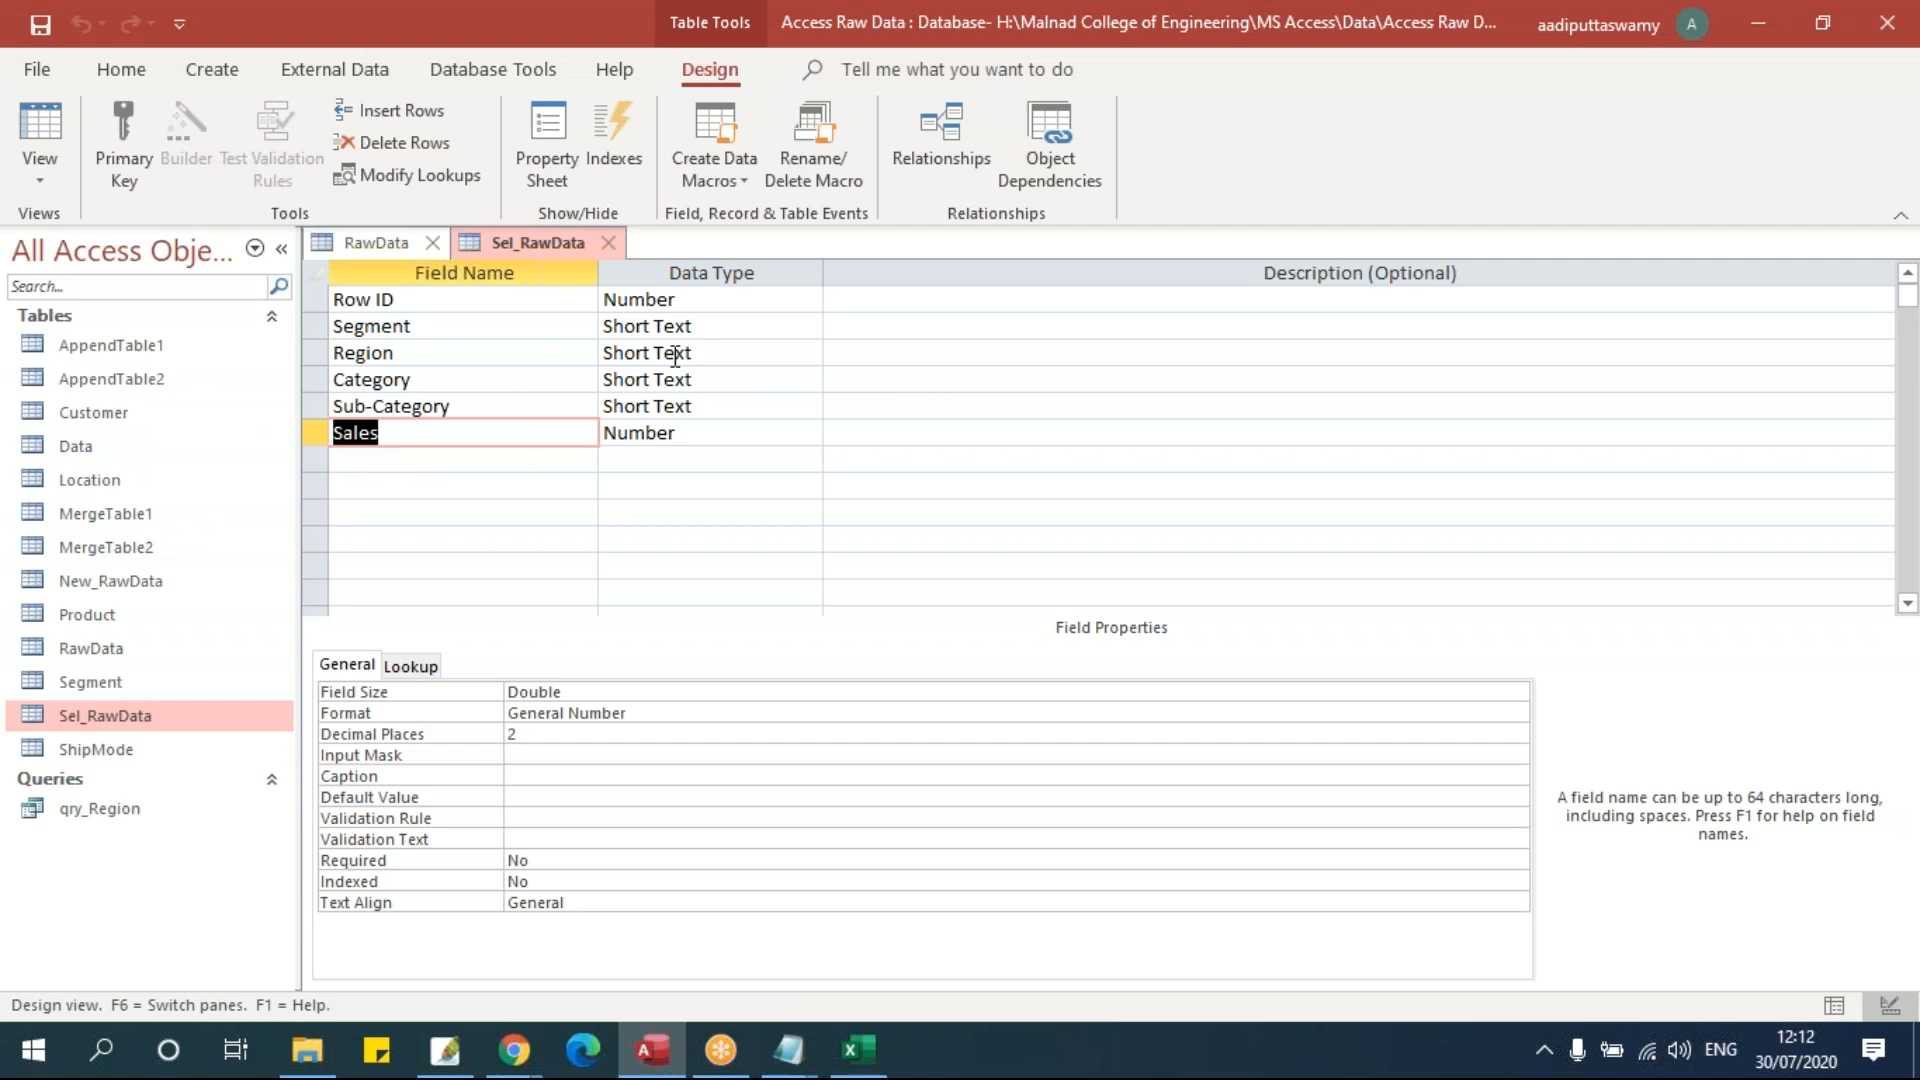 Table Tools
Access Raw Data : Database- H:\Malnad College of Engineering\MS Access\Data\Access Raw D...
aadiputtaswamy
A
File
Home
Create
External Data
Database Tools
Help
Design
Tell me what you want to do
View
Primary Key
Builder
Test Validation Rules
Insert Rows
Delete Rows
Modify Lookups
Property Sheet
Indexes
Create Data Macros
Rename/ Delete Macro
Relationships
Object Dependencies
Views
Tools
Show/Hide
Field, Record & Table Events
Relationships
All Access Obje...
Search...
Tables
AppendTable1
AppendTable2
Customer
Data
Location
MergeTable1
MergeTable2
New_RawData
Product
RawData
Segment
Sel_RawData
ShipMode
Queries
qry_Region
RawData
Sel_RawData
Field Name Data Type Description (Optional)
Row ID Number
Segment Short Text
Region Short Text
Category Short Text
Sub-Category Short Text
Sales Number
Field Properties
General Lookup
Field Size Double
Format General Number
Decimal Places 2
Input Mask
Caption
Default Value
Validation Rule
Validation Text
Required No
Indexed No
Text Align General
A field name can be up to 64 characters long,
including spaces. Press F1 for help on field
names.
Design view. F6 = Switch panes. F1 = Help.
ENG
12:12
30/07/2020